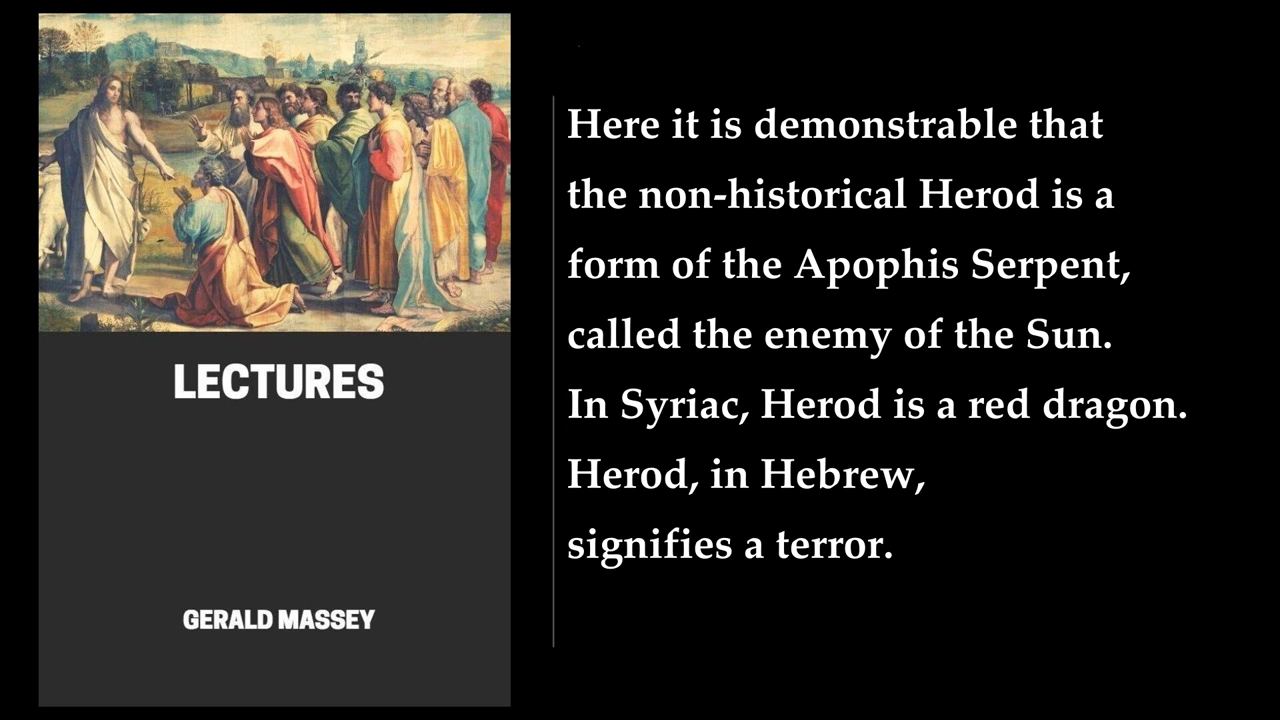 LECTURES
GERALD MASSEY
Here it is demonstrable that
the non-historical Herod is a
form of the Apophis Serpent,
called the enemy of the Sun.
In Syriac, Herod is a red dragon.
Herod, in Hebrew,
signifies a terror.